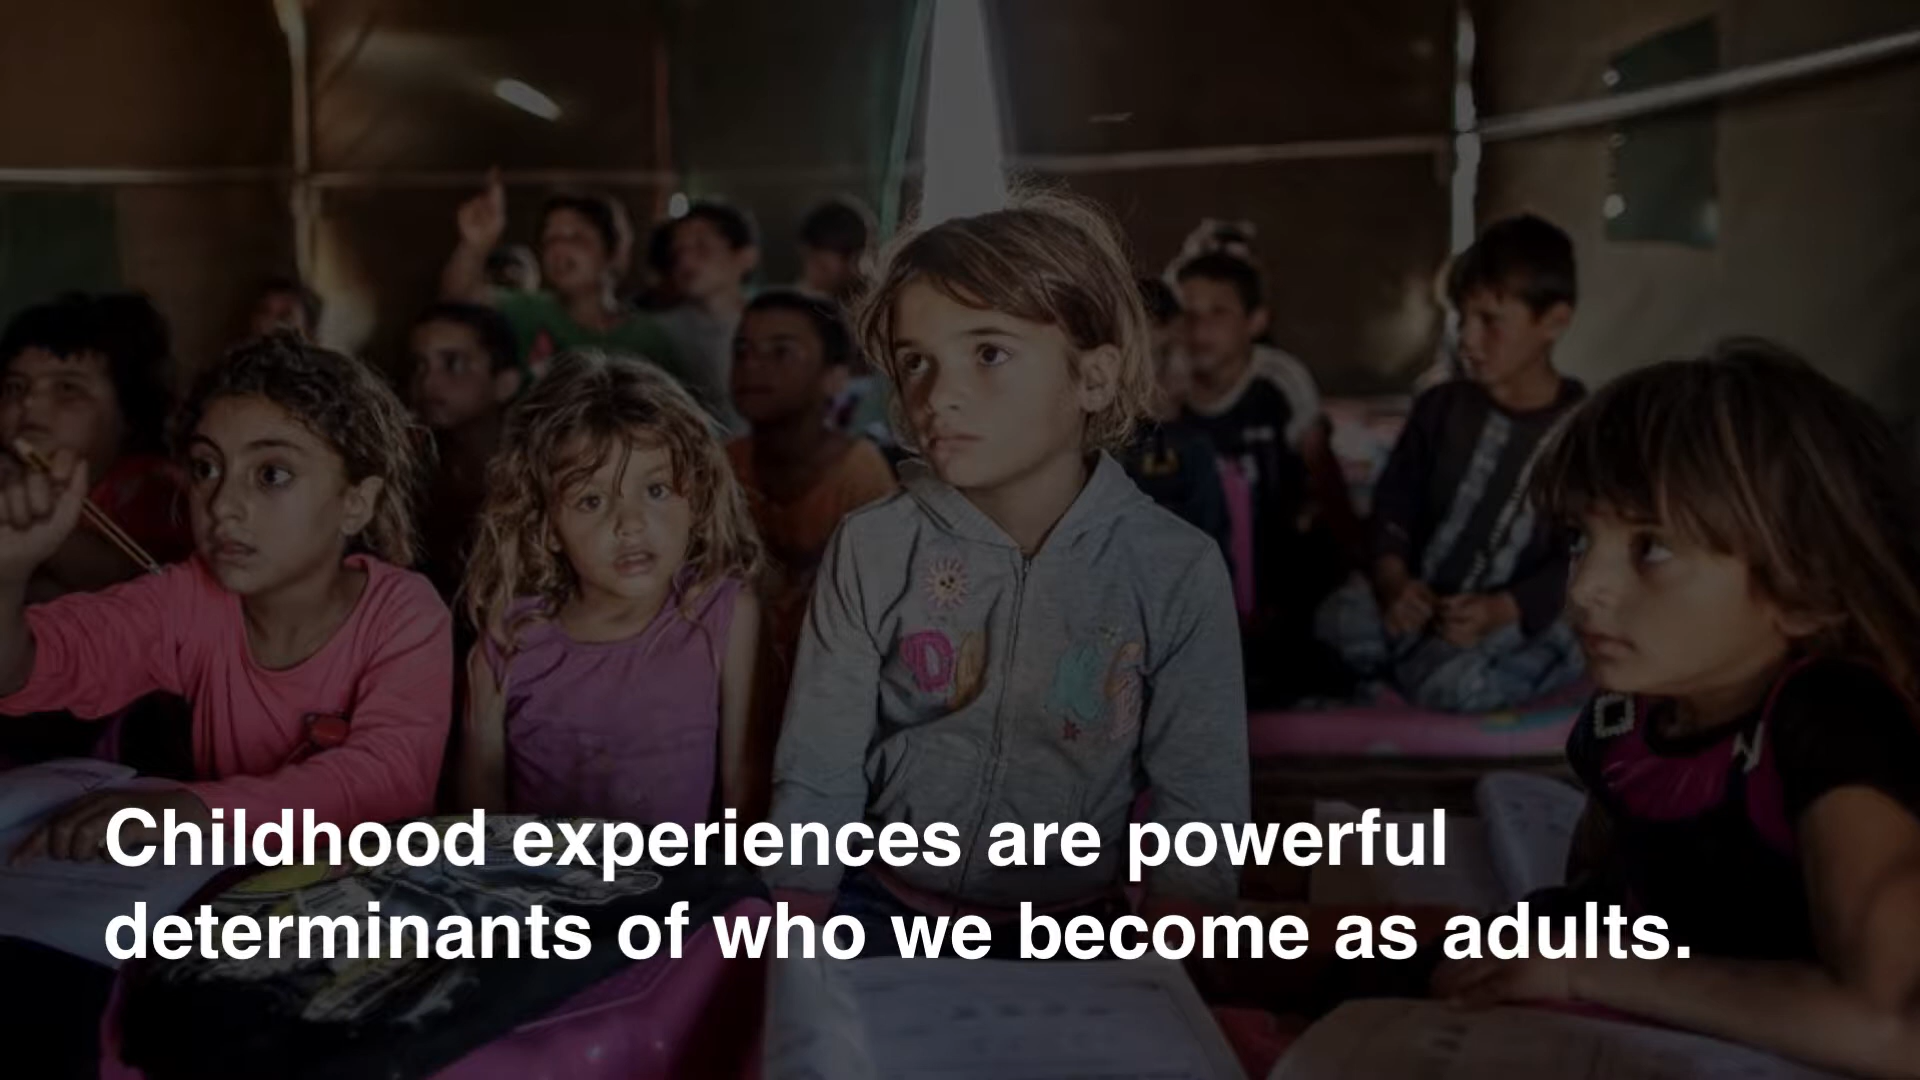 Childhood experiences are powerful
determinants of who we become as adults.